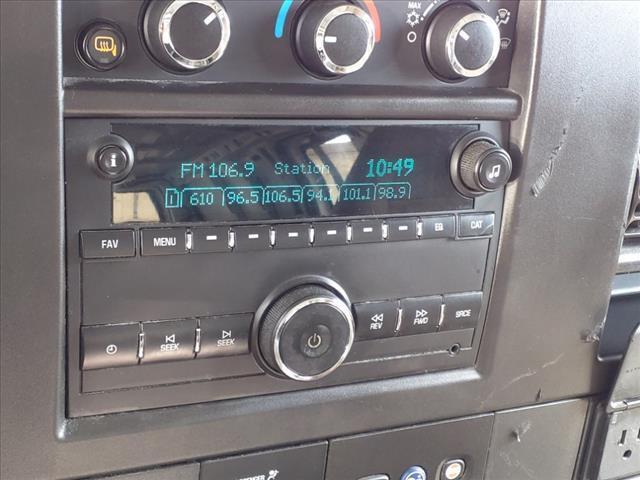 MAX
FM 106.9 Station 10:49
1 610 96.5 106.5 94.1 101.1 98.9
FAV MENU EQ CAT
SEEK SEEK REV FWD SRCE